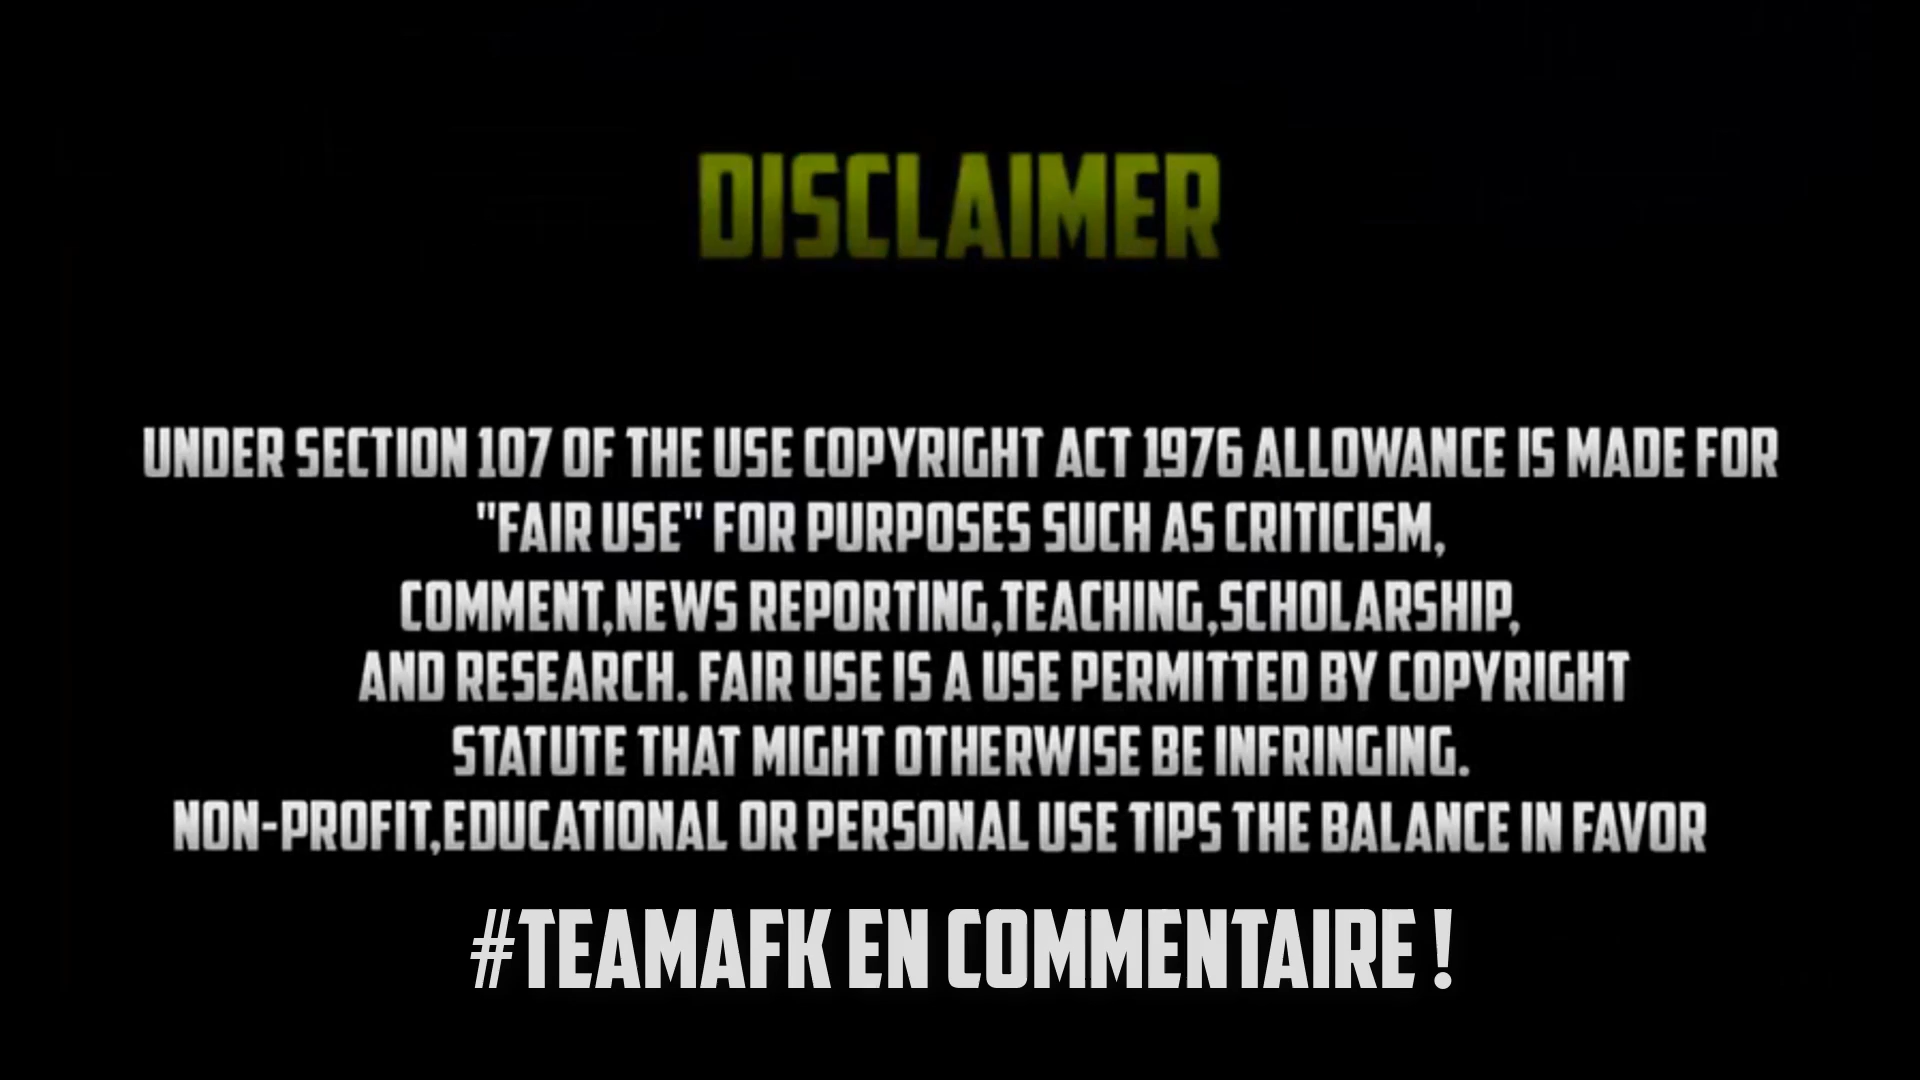 DISCLAIMER
UNDER SECTION 107 OF THE USE COPYRIGHT ACT 1976 ALLOWANCE IS MADE FOR
"FAIR USE" FOR PURPOSES SUCH AS CRITICISM,
COMMENT,NEWS REPORTING,TEACHING,SCHOLARSHIP,
AND RESEARCH. FAIR USE IS A USE PERMITTED BY COPYRIGHT
STATUTE THAT MIGHT OTHERWISE BE INFRINGING.
NON-PROFIT,EDUCATIONAL OR PERSONAL USE TIPS THE BALANCE IN FAVOR
#TEAMAFK EN COMMENTAIRE !